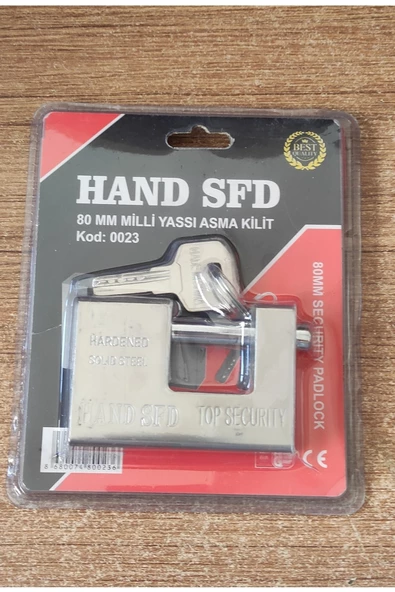 BEST
QUALITY
HAND SFD
80 MM MİLLİ YASSI ASMA KİLİT
Kod: 0023
80MM SECURITY PADLOCK
HARDENED
SOLID STEEL
HAND SFD TOP SECURITY
CE